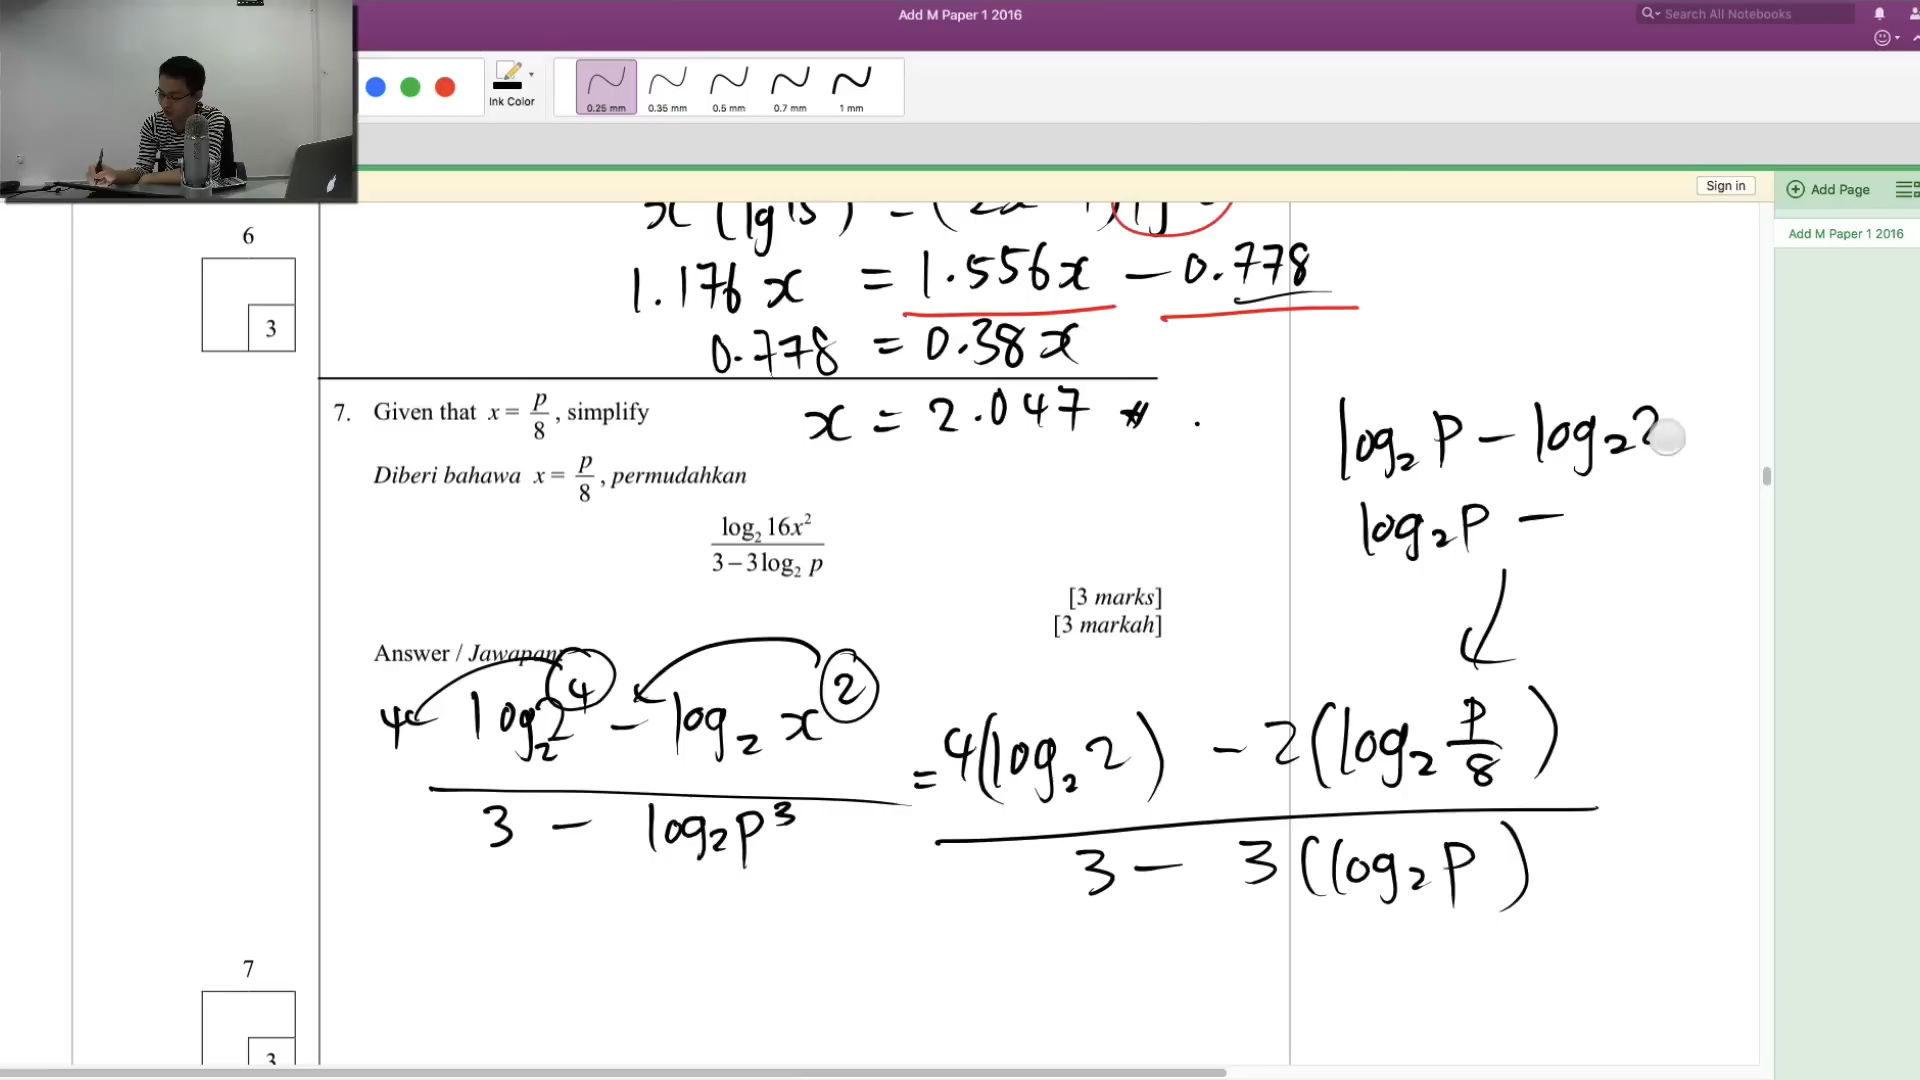 Add M Paper 1 2016
Search All Notebooks
Ink Color
0.25 mm
0.35 mm
0.5 mm
0.7 mm
1 mm
Sign in
Add Page
Add M Paper 1 2016
6
3
1.176x = 1.556x - 0.778
0.778 = 0.38x
x = 2.047
7. Given that x = p/8, simplify
Diberi bahawa x = p/8, permudahkan
log₂ 16x²
3 – 3 log₂ p
[3 marks]
[3 markah]
Answer / Jawapan:
log₂ P - log₂ 2
log₂ P -
4 log₂ 2⁴ - log₂ x²
3 - log₂ P³
= 4(log₂ 2) - 2(log₂ P/8)
3 - 3(log₂ P)
7
3